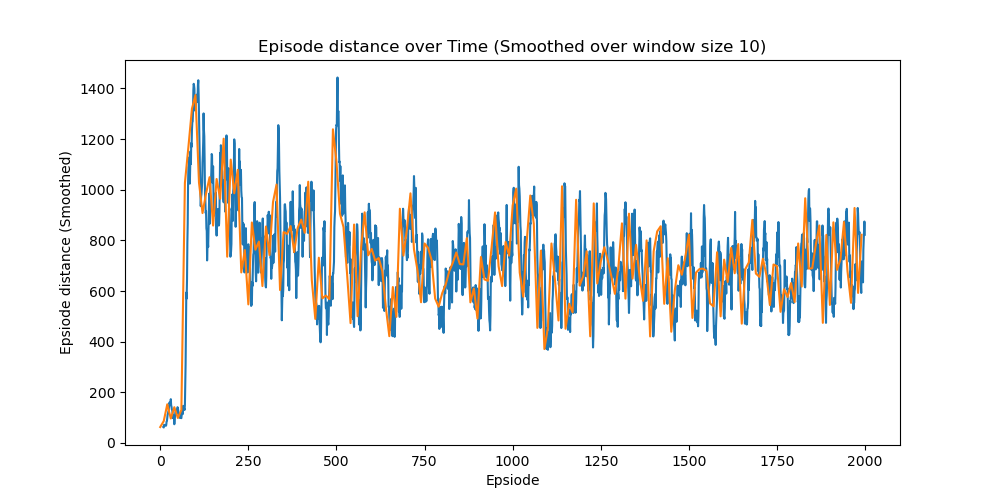 Episode distance over Time (Smoothed over window size 10)
1400
1200
1000
800
600
400
200
0
Epsiode distance (Smoothed)
0 250 500 750 1000 1250 1500 1750 2000
Epsiode